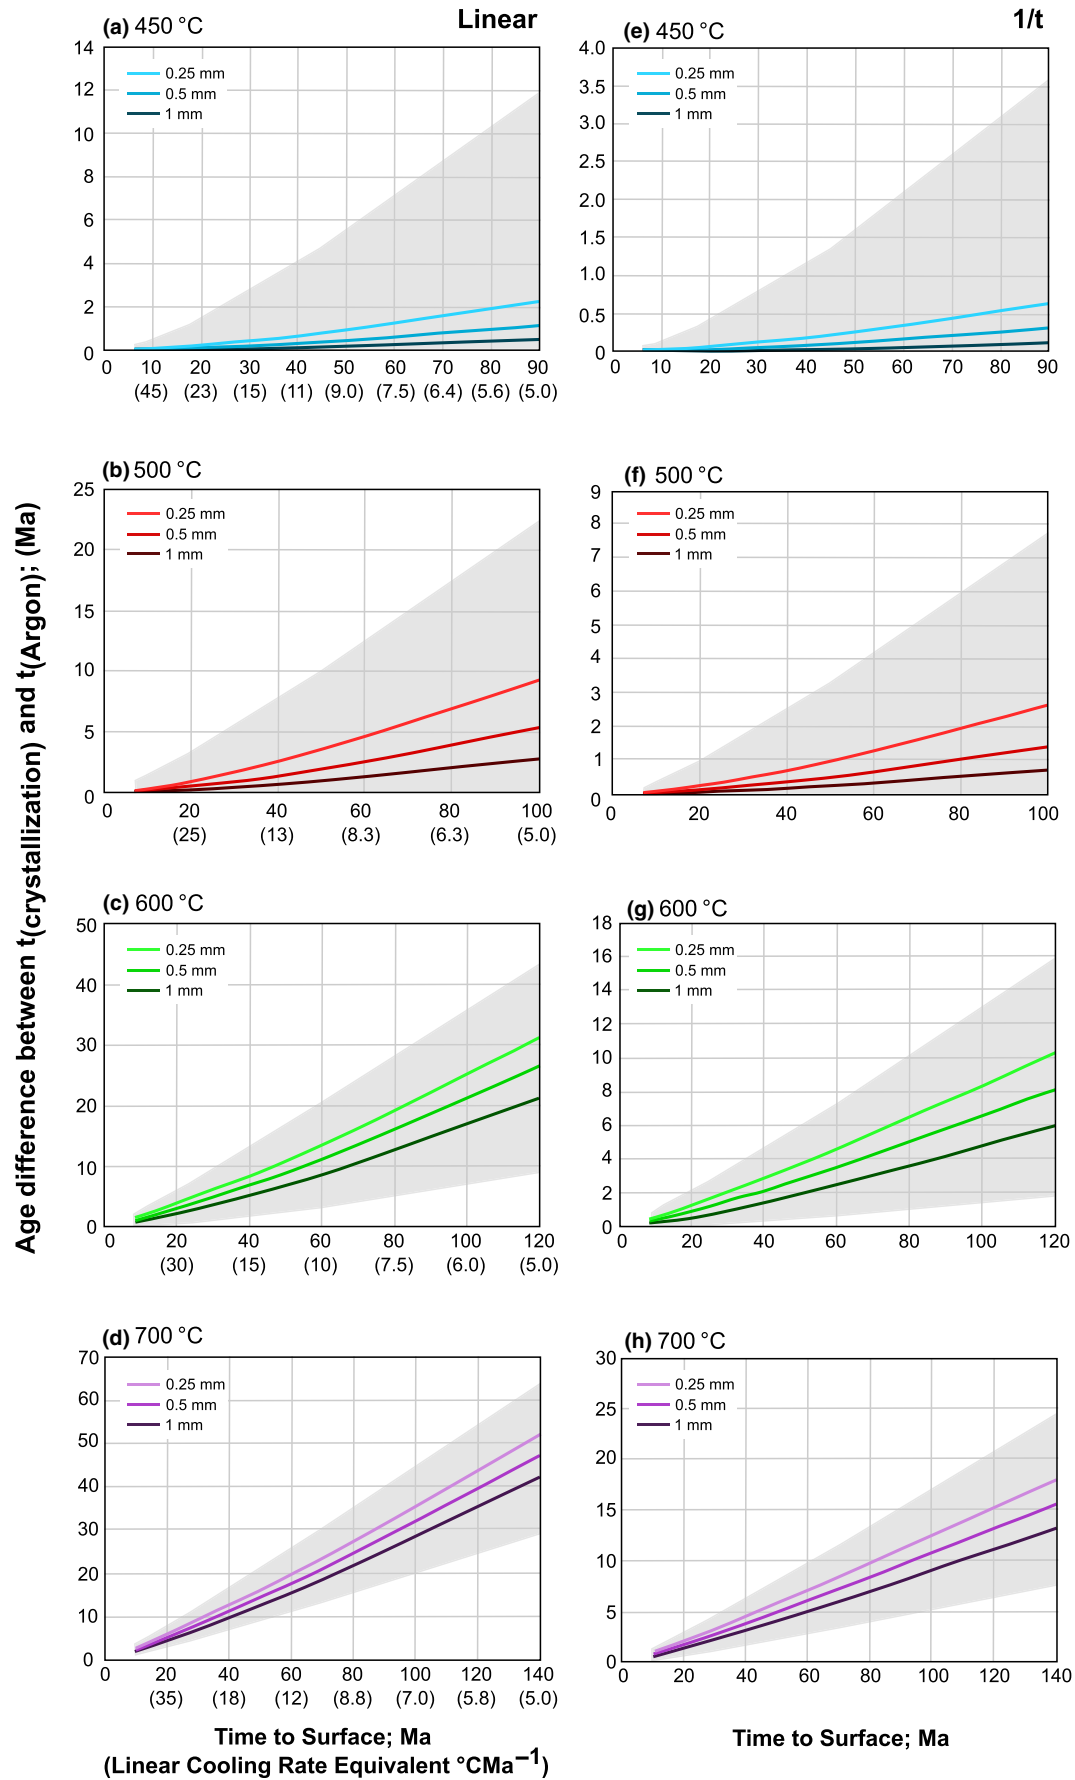 Linear
1/t
(a) 450 °C
14
12
10
8
6
4
2
0
0.25 mm
0.5 mm
1 mm
0 10 20 30 40 50 60 70 80 90
(45) (23) (15) (11) (9.0) (7.5) (6.4) (5.6) (5.0)
(e) 450 °C
4.0
3.5
3.0
2.5
2.0
1.5
1.0
0.5
0
0.25 mm
0.5 mm
1 mm
0 10 20 30 40 50 60 70 80 90
(b) 500 °C
25
20
15
10
5
0
0.25 mm
0.5 mm
1 mm
0 20 40 60 80 100
(25) (13) (8.3) (6.3) (5.0)
(f) 500 °C
9
8
7
6
5
4
3
2
1
0
0.25 mm
0.5 mm
1 mm
0 20 40 60 80 100
(c) 600 °C
50
40
30
20
10
0
0.25 mm
0.5 mm
1 mm
0 20 40 60 80 100 120
(30) (15) (10) (7.5) (6.0) (5.0)
(g) 600 °C
18
16
14
12
10
8
6
4
2
0
0.25 mm
0.5 mm
1 mm
0 20 40 60 80 100 120
(d) 700 °C
70
60
50
40
30
20
10
0
0.25 mm
0.5 mm
1 mm
0 20 40 60 80 100 120 140
(35) (18) (12) (8.8) (7.0) (5.8) (5.0)
(h) 700 °C
30
25
20
15
10
5
0
0.25 mm
0.5 mm
1 mm
0 20 40 60 80 100 120 140
Age difference between t(crystallization) and t(Argon); (Ma)
Time to Surface; Ma
(Linear Cooling Rate Equivalent °CMa⁻¹)
Time to Surface; Ma